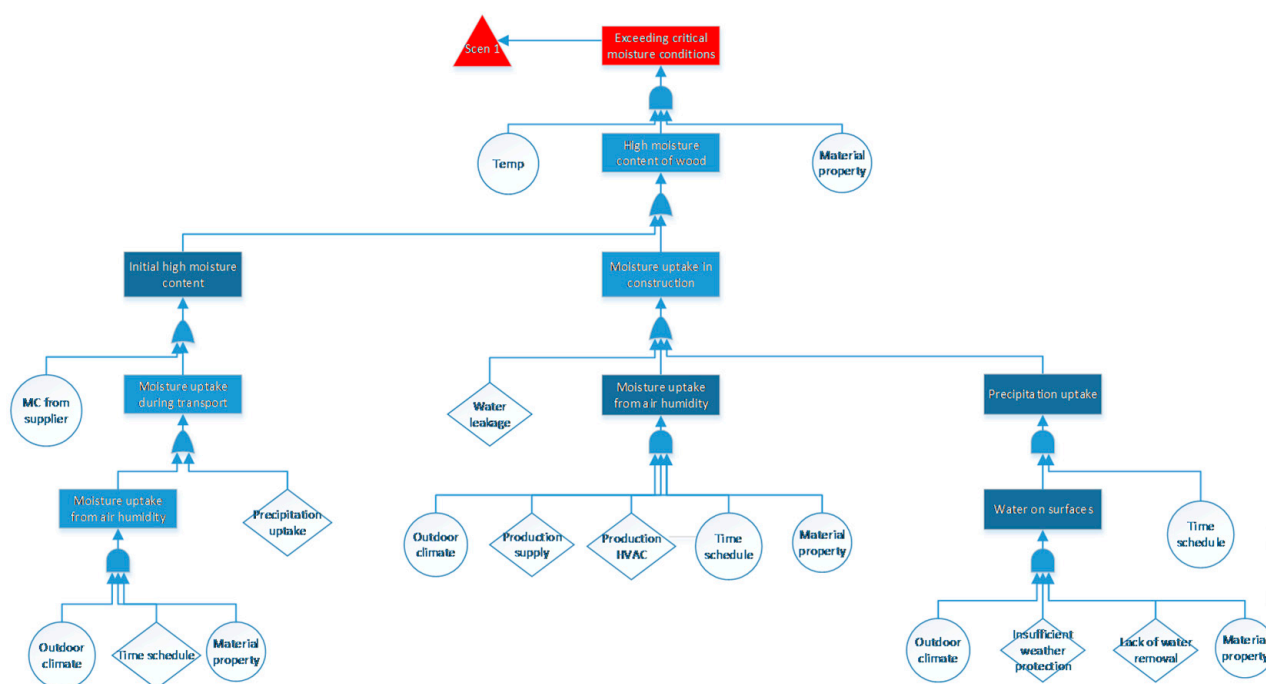 Scen 1
Exceeding critical
moisture conditions
Temp
High moisture
content of wood
Material
property
Initial high moisture
content
Moisture uptake in
construction
MC from
supplier
Moisture uptake
during transport
Water
leakage
Moisture uptake
from air humidity
Precipitation uptake
Moisture uptake
from air humidity
Precipitation
uptake
Outdoor
climate
Production
supply
Production
HVAC
Time
schedule
Material
property
Water on surfaces
Time
schedule
Outdoor
climate
Time schedule
Material
property
Outdoor
climate
Insufficient
weather
protection
Lack of water
removal
Material
property